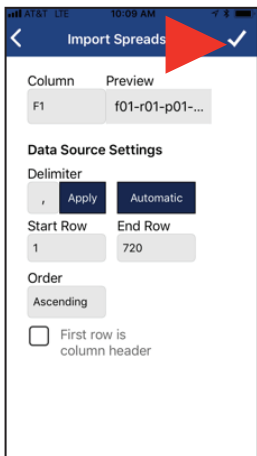 AT&T LTE 10:09 AM
Import Spreads
Column Preview
F1 f01-r01-p01-...
Data Source Settings
Delimiter
, Apply Automatic
Start Row End Row
1 720
Order
Ascending
First row is
column header